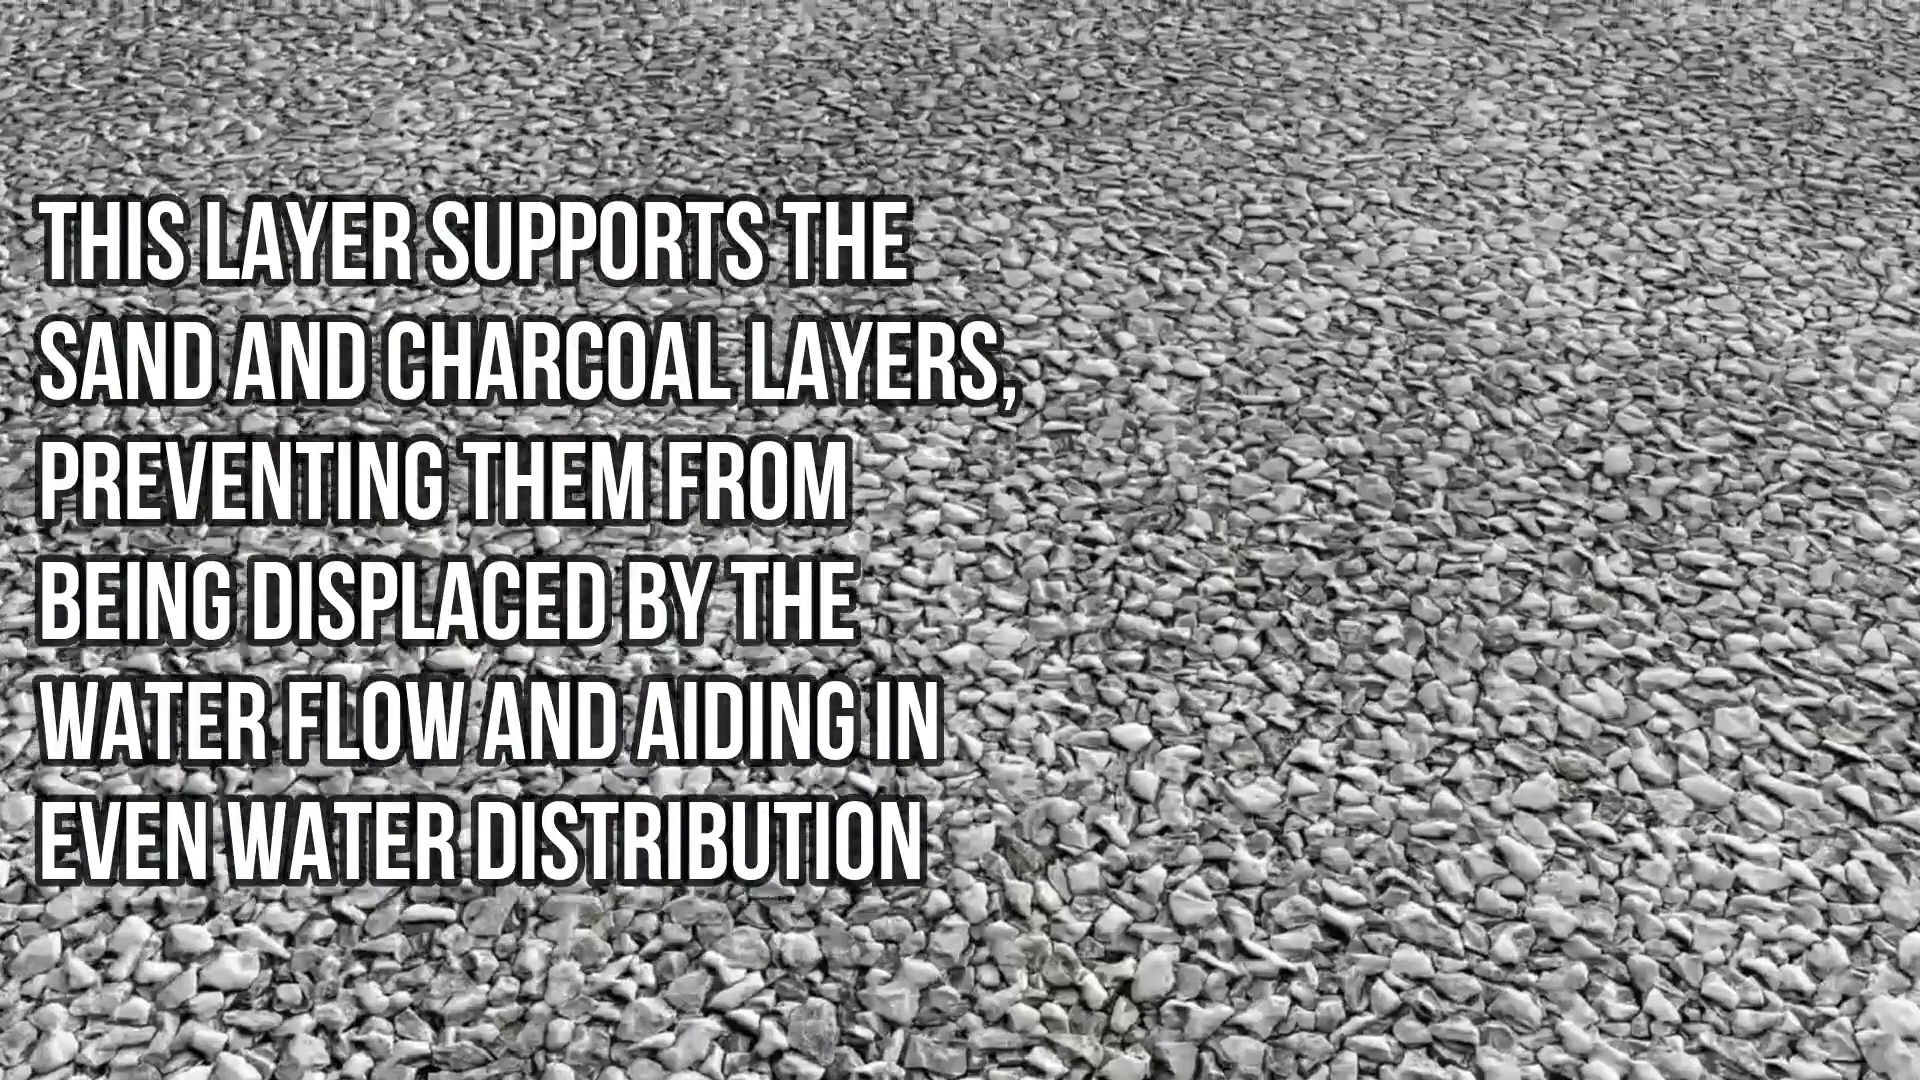 THIS LAYER SUPPORTS THE
SAND AND CHARCOAL LAYERS,
PREVENTING THEM FROM
BEING DISPLACED BY THE
WATER FLOW AND AIDING IN
EVEN WATER DISTRIBUTION